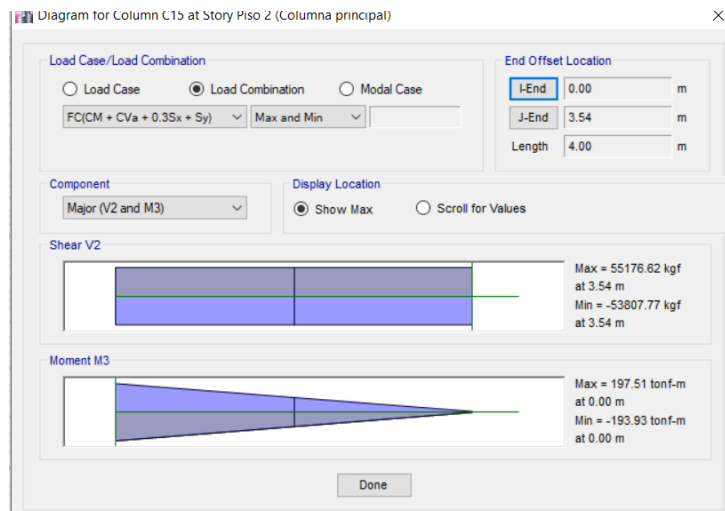 Diagram for Column C15 at Story Piso 2 (Columna principal)
Load Case/Load Combination
Load Case
Load Combination
Modal Case
FC(CM + CVa + 0.3Sx + Sy)
Max and Min
End Offset Location
I-End
0.00
m
J-End
3.54
m
Length
4.00
m
Component
Major (V2 and M3)
Display Location
Show Max
Scroll for Values
Shear V2
Max = 55176.62 kgf
at 3.54 m
Min = -53807.77 kgf
at 3.54 m
Moment M3
Max = 197.51 tonf-m
at 0.00 m
Min = -193.93 tonf-m
at 0.00 m
Done